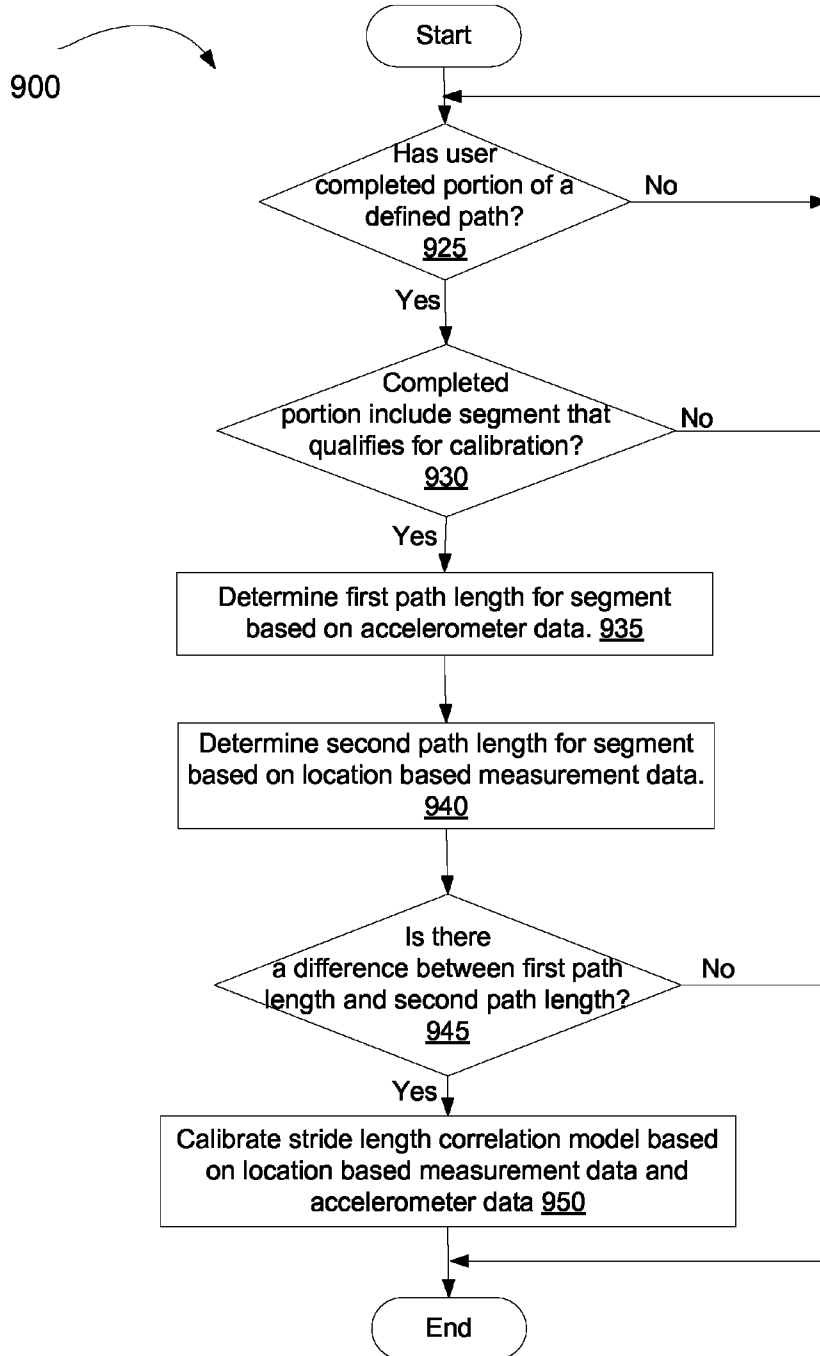 Start
900
Has user
completed portion of a
defined path?
925
No
Yes
Completed
portion include segment that
qualifies for calibration?
930
No
Yes
Determine first path length for segment
based on accelerometer data. 935
Determine second path length for segment
based on location based measurement data.
940
Is there
a difference between first path
length and second path length?
945
No
Yes
Calibrate stride length correlation model based
on location based measurement data and
accelerometer data 950
End